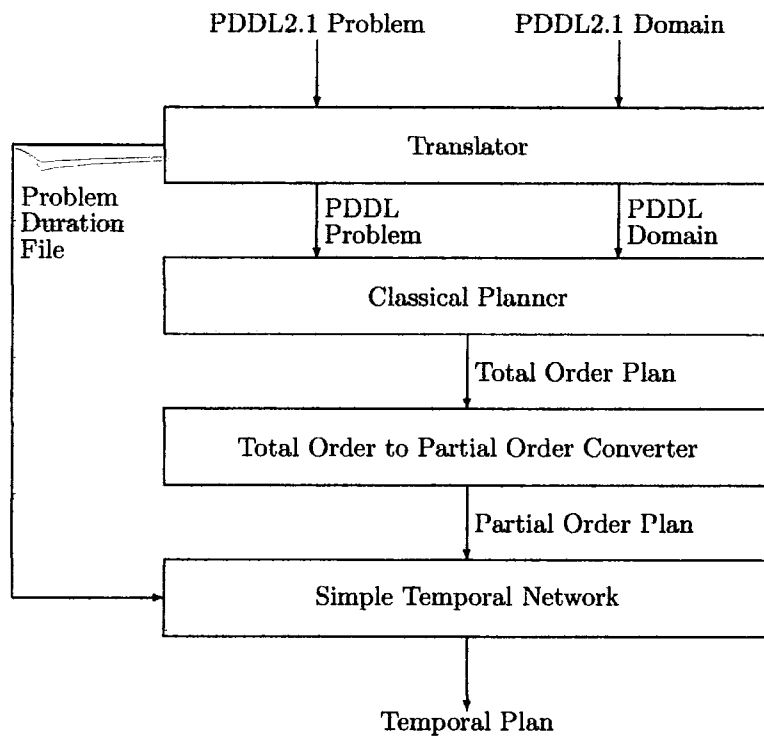 PDDL2.1 Problem
PDDL2.1 Domain
Translator
Problem
Duration
File
PDDL
Problem
PDDL
Domain
Classical Planner
Total Order Plan
Total Order to Partial Order Converter
Partial Order Plan
Simple Temporal Network
Temporal Plan